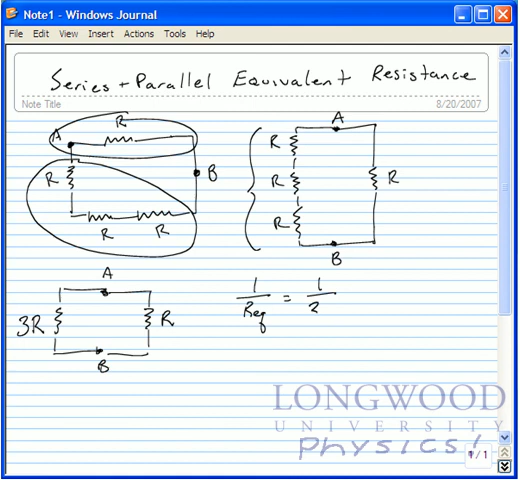 Note1 - Windows Journal
File Edit View Insert Actions Tools Help
Series + Parallel Equivalent Resistance
Note Title
8/20/2007
R
A
R
B
R
R
A
R
R
R
R
B
A
3R
R
B
1/Req = 1/2
LONGWOOD
UNIVERSITY
Physics!
1 / 1